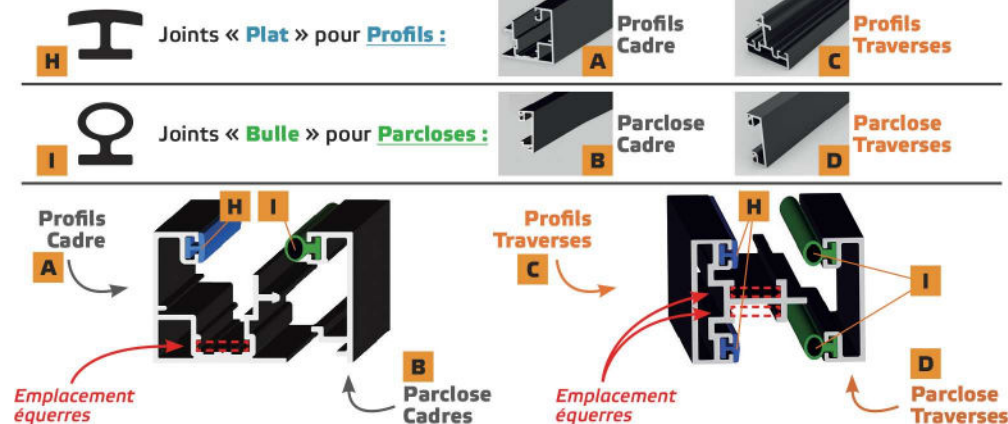 H
Joints « Plat » pour Profils :
A
Profils
Cadre
C
Profils
Traverses
I
Joints « Bulle » pour Parcloses :
B
Parclose
Cadre
D
Parclose
Traverses
Profils
Cadre
A
H
I
Emplacement
équerres
B
Parclose
Cadres
Profils
Traverses
C
H
I
Emplacement
équerres
D
Parclose
Traverses